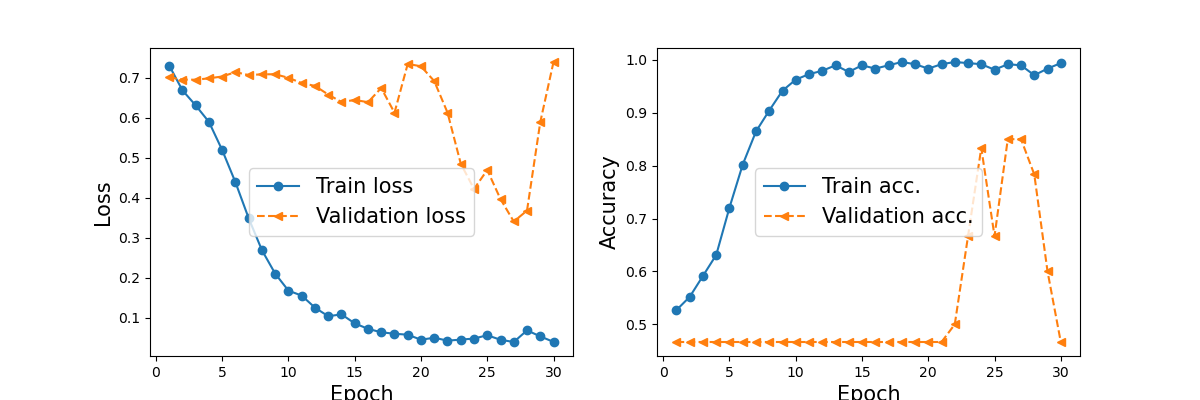 0.7
0.6
0.5
0.4
0.3
0.2
0.1
Loss
Train loss
Validation loss
0 5 10 15 20 25 30
Epoch
1.0
0.9
0.8
0.7
0.6
0.5
Accuracy
Train acc.
Validation acc.
0 5 10 15 20 25 30
Epoch